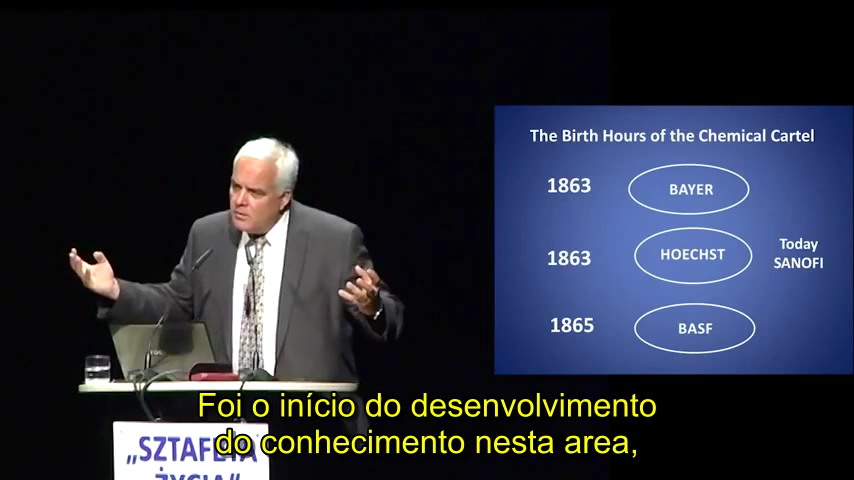 The Birth Hours of the Chemical Cartel
1863 BAYER
1863 HOECHST
Today
SANOFI
1865 BASF
„SZTAFETA
ŻYCIA”
Foi o início do desenvolvimento
do conhecimento nesta area,